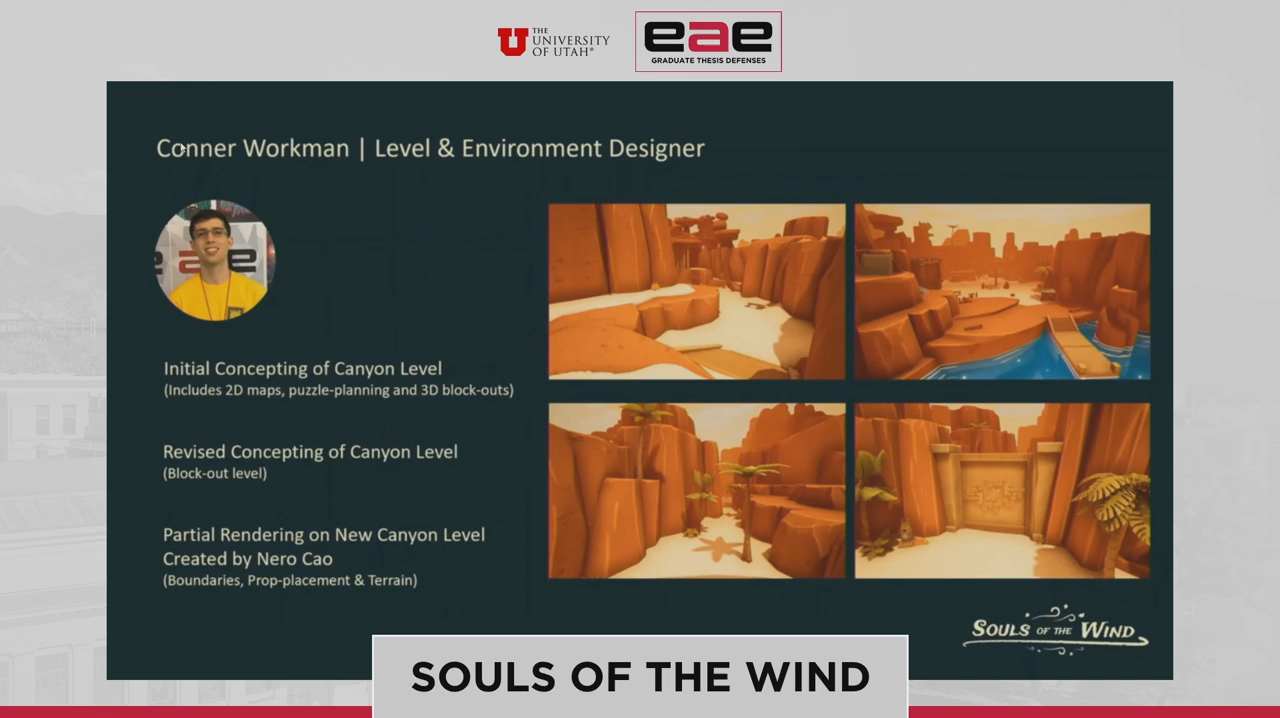 THE
UNIVERSITY
OF UTAH®
eae
GRADUATE THESIS DEFENSES
Conner Workman | Level & Environment Designer
eae
Initial Concepting of Canyon Level
(Includes 2D maps, puzzle-planning and 3D block-outs)
Revised Concepting of Canyon Level
(Block-out level)
Partial Rendering on New Canyon Level
Created by Nero Cao
(Boundaries, Prop-placement & Terrain)
SOULS OF THE WIND
SOULS OF THE WIND